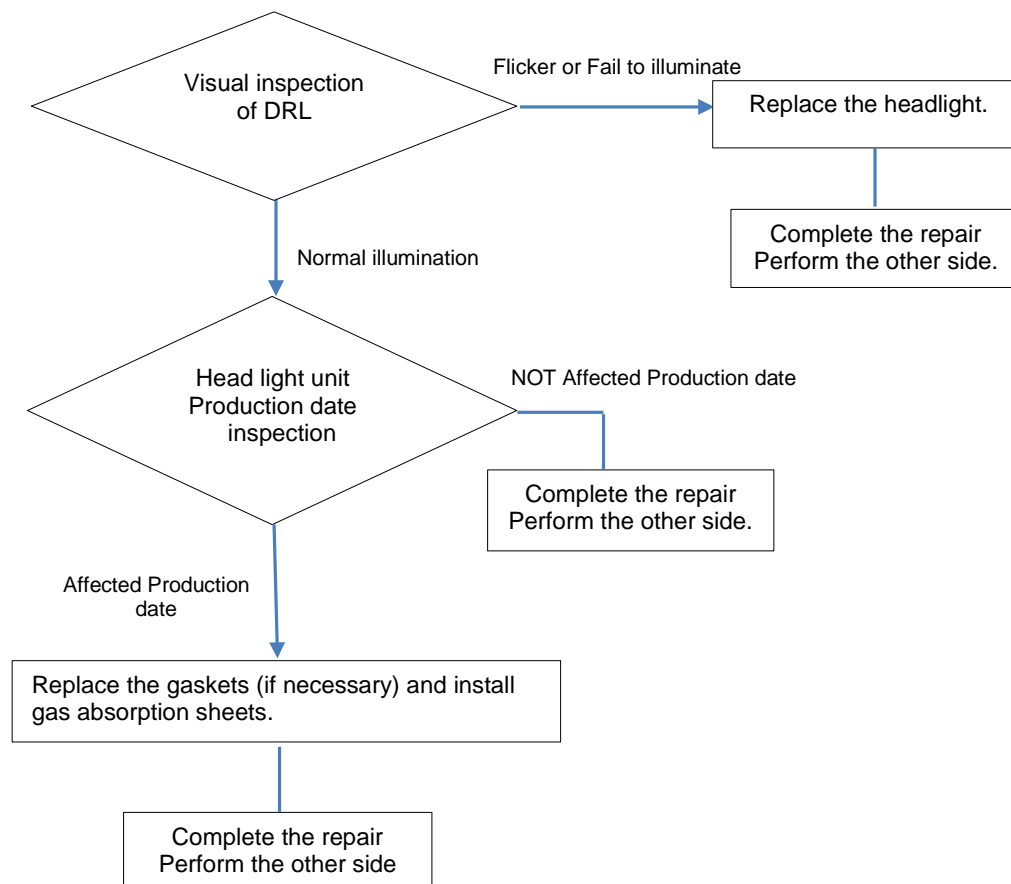 Visual inspection
of DRL
Flicker or Fail to illuminate
Replace the headlight.
Complete the repair
Perform the other side.
Normal illumination
Head light unit
Production date
inspection
NOT Affected Production date
Complete the repair
Perform the other side.
Affected Production
date
Replace the gaskets (if necessary) and install
gas absorption sheets.
Complete the repair
Perform the other side